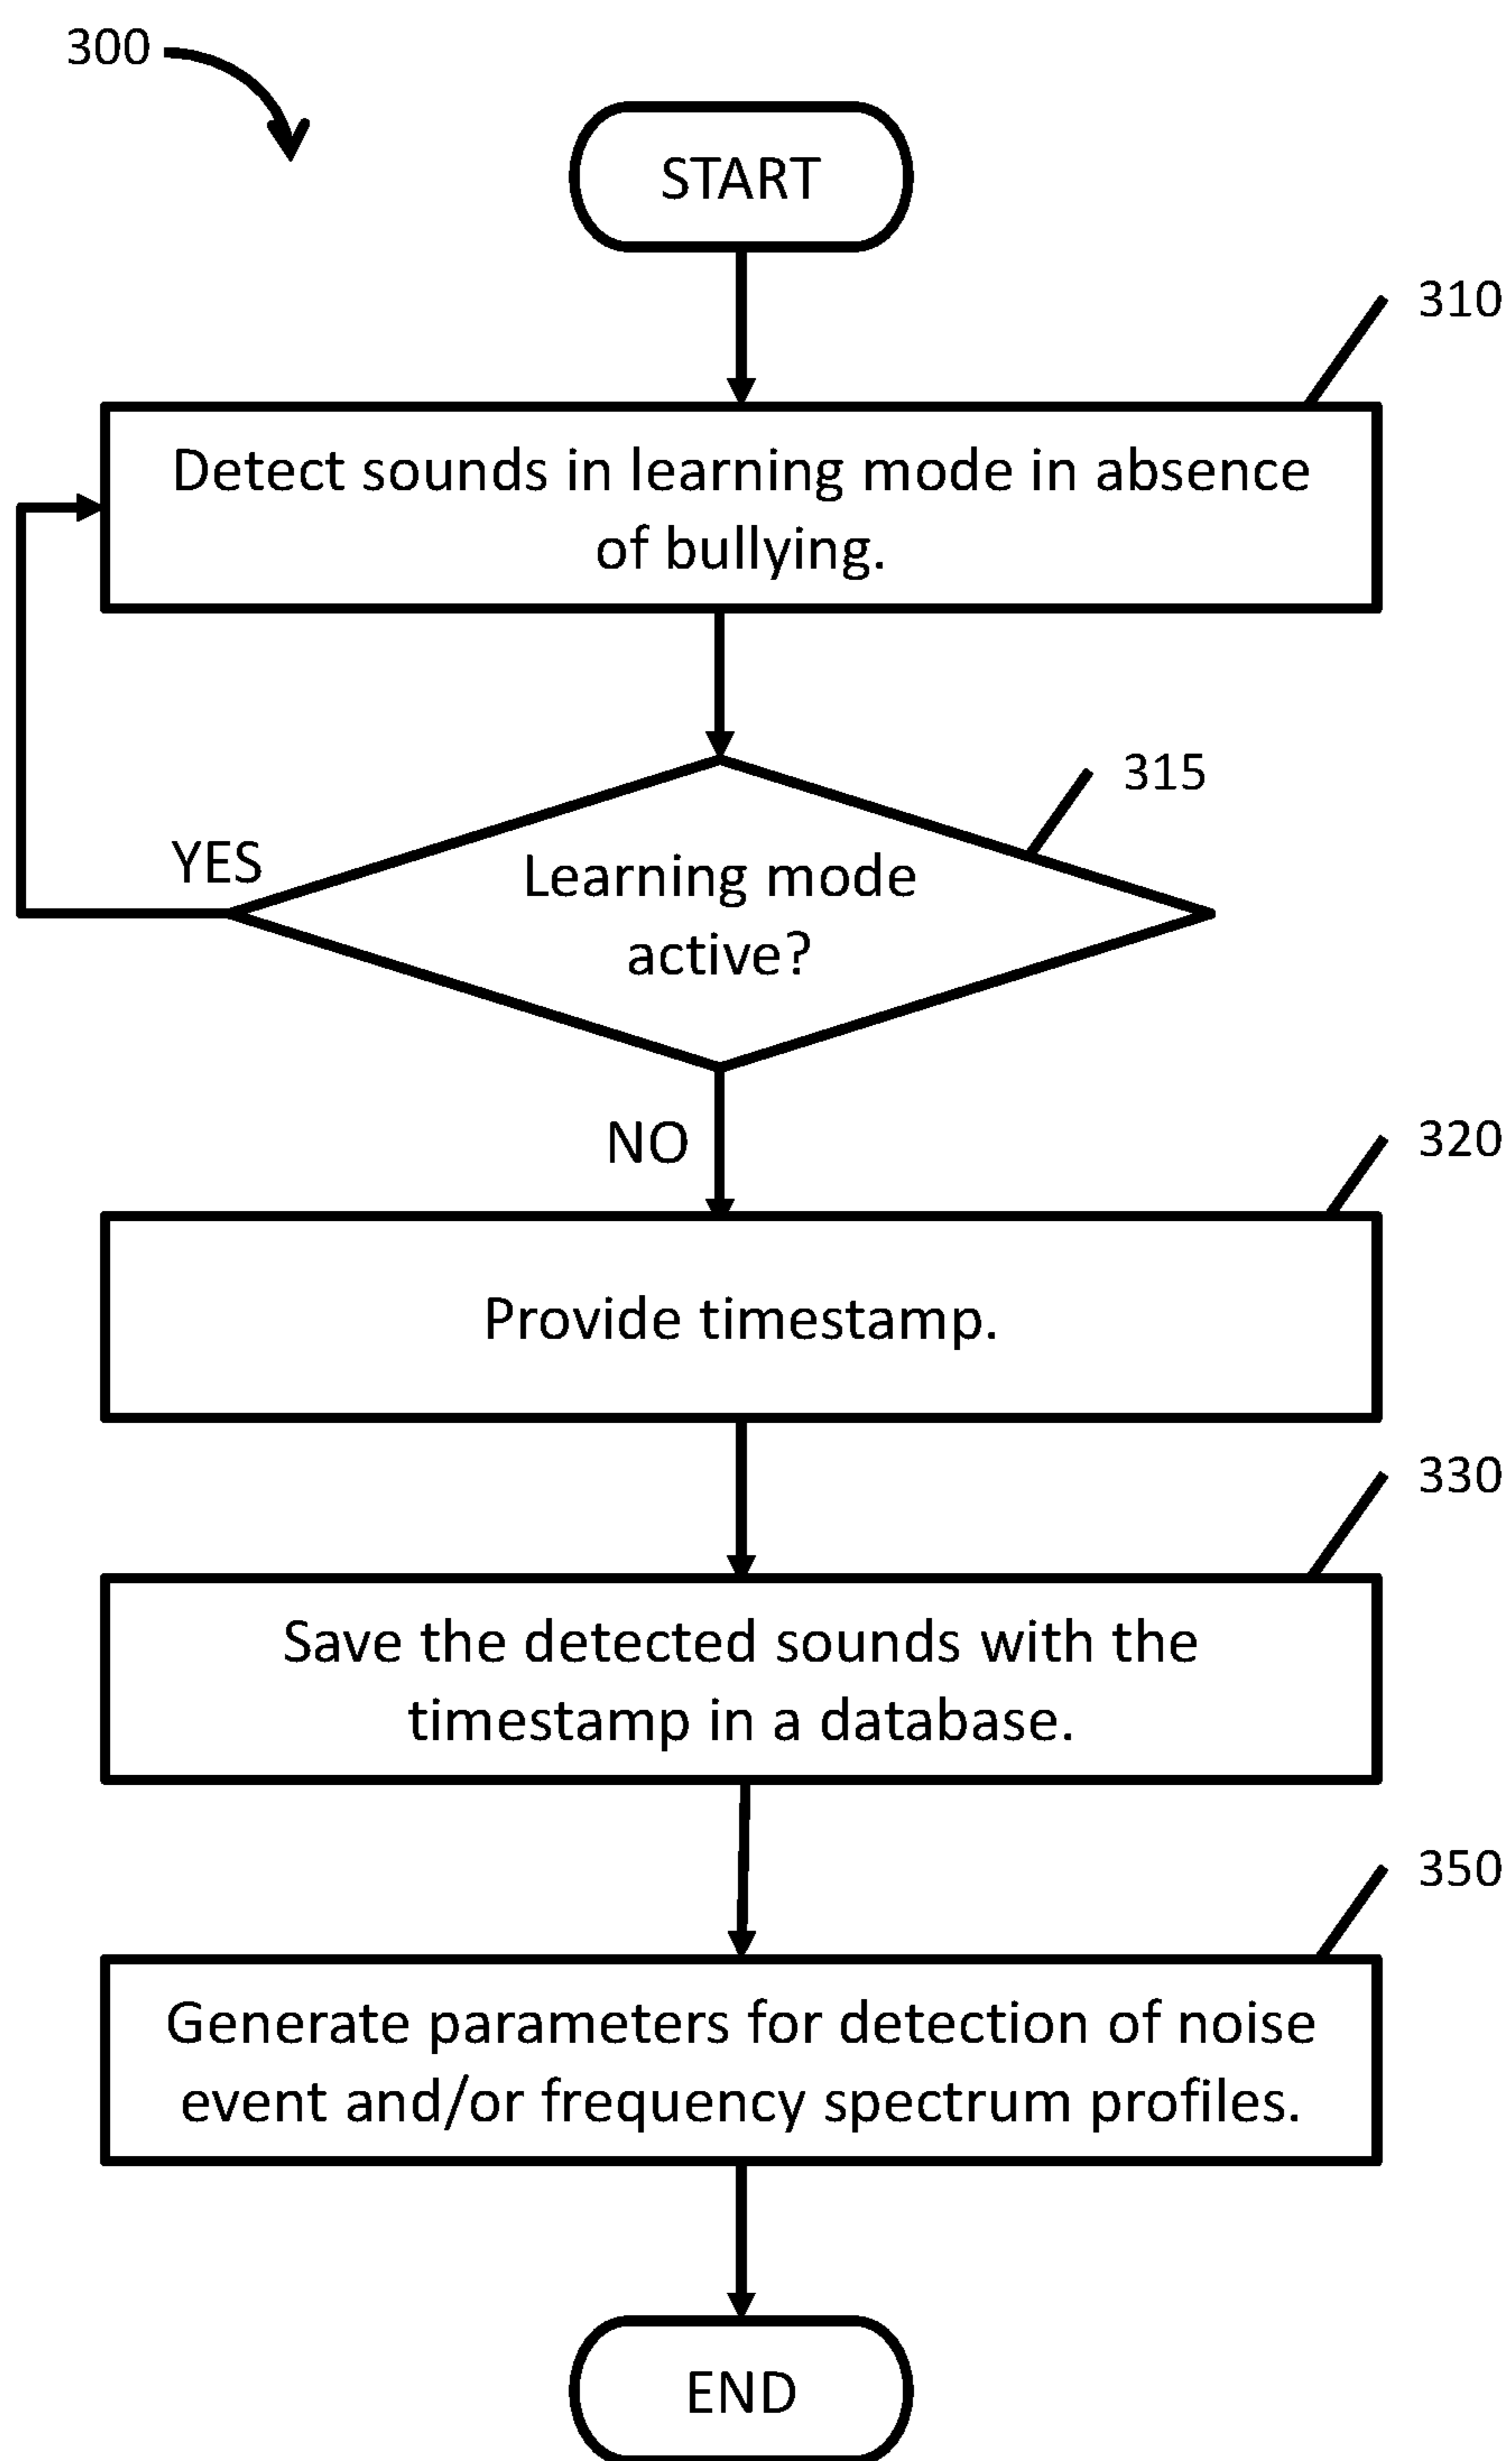 300
START
310
Detect sounds in learning mode in absence
of bullying.
315
YES
Learning mode
active?
NO
320
Provide timestamp.
330
Save the detected sounds with the
timestamp in a database.
350
Generate parameters for detection of noise
event and/or frequency spectrum profiles.
END